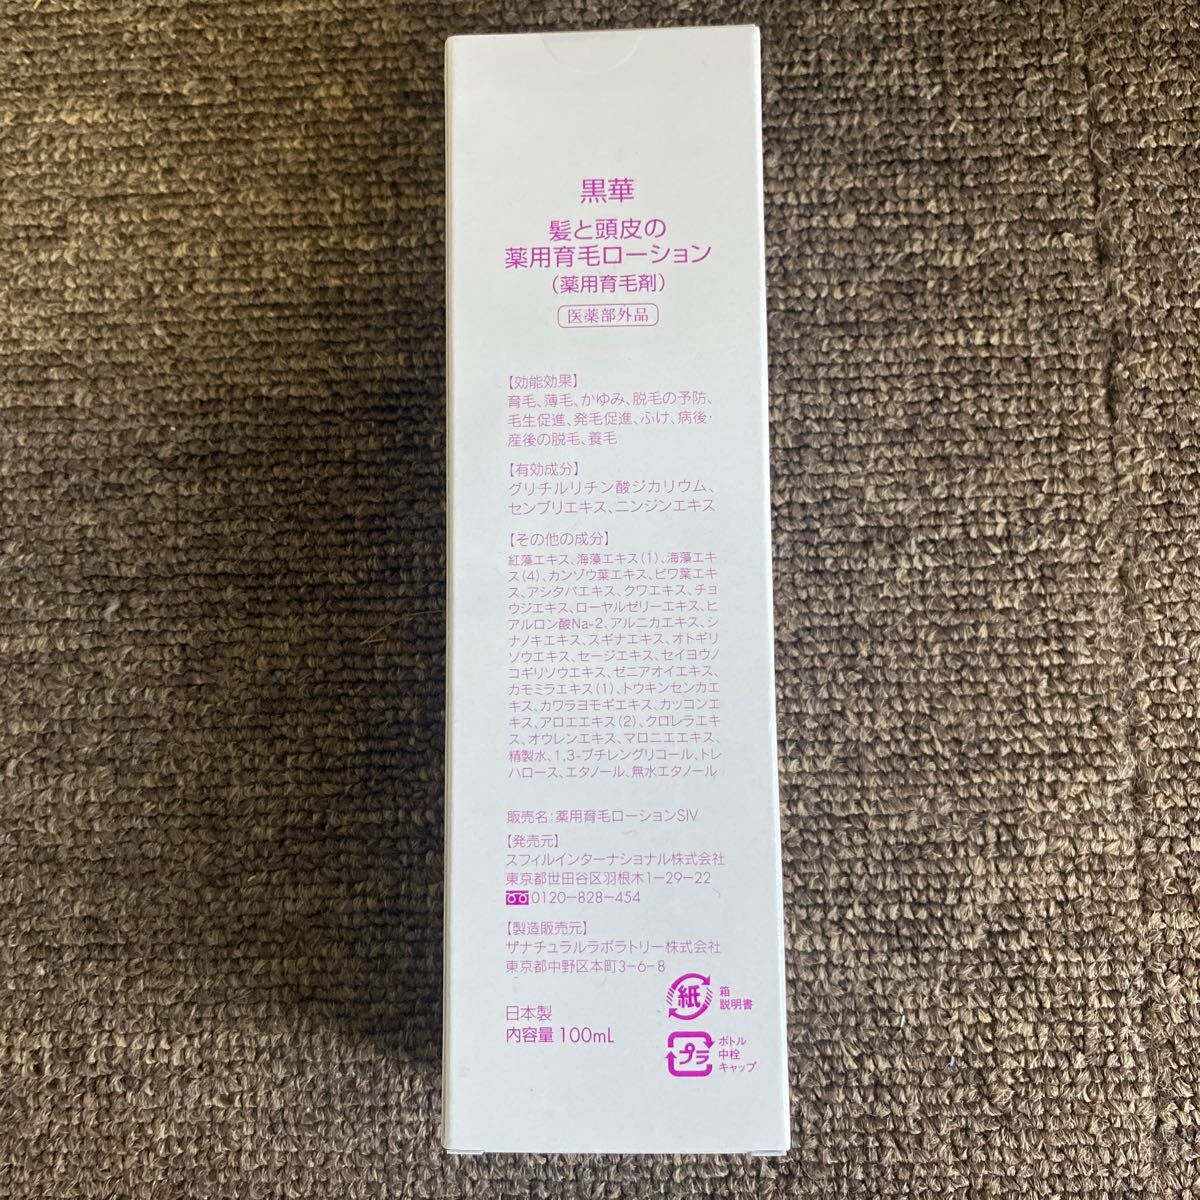 黒華
髪と頭皮の
薬用育毛ローション
(薬用育毛剤)
医薬部外品
【効能効果】
育毛、薄毛、かゆみ、脱毛の予防、
毛生促進、発毛促進、ふけ、病後・
産後の脱毛、養毛
【有効成分】
グリチルリチン酸ジカリウム、
センブリエキス、ニンジンエキス
【その他の成分】
紅藻エキス、海藻エキス(1)、海藻エキ
ス(4)、カンゾウ葉エキス、ビワ葉エキ
ス、アシタバエキス、クワエキス、チョ
ウジエキス、ローヤルゼリーエキス、ヒ
アルロン酸Na-2、アルニカエキス、シ
ナノキエキス、スギナエキス、オトギリ
ソウエキス、セージエキス、セイヨウノ
コギリソウエキス、ゼニアオイエキス、
カモミラエキス(1)、トウキンセンカエ
キス、カワラヨモギエキス、カッコンエ
キス、アロエエキス(2)、クロレラエキ
ス、オウレンエキス、マロニエエキス、
精製水、1,3-ブチレングリコール、トレ
ハロース、エタノール、無水エタノール
販売名:薬用育毛ローションSIV
【発売元】
スフィルインターナショナル株式会社
東京都世田谷区羽根木1-29-22
0120-828-454
【製造販売元】
ザナチュラルラボラトリー株式会社
東京都中野区本町3-6-8
日本製
内容量 100mL
紙
箱
説明書
プラ
ボトル
中栓
キャップ